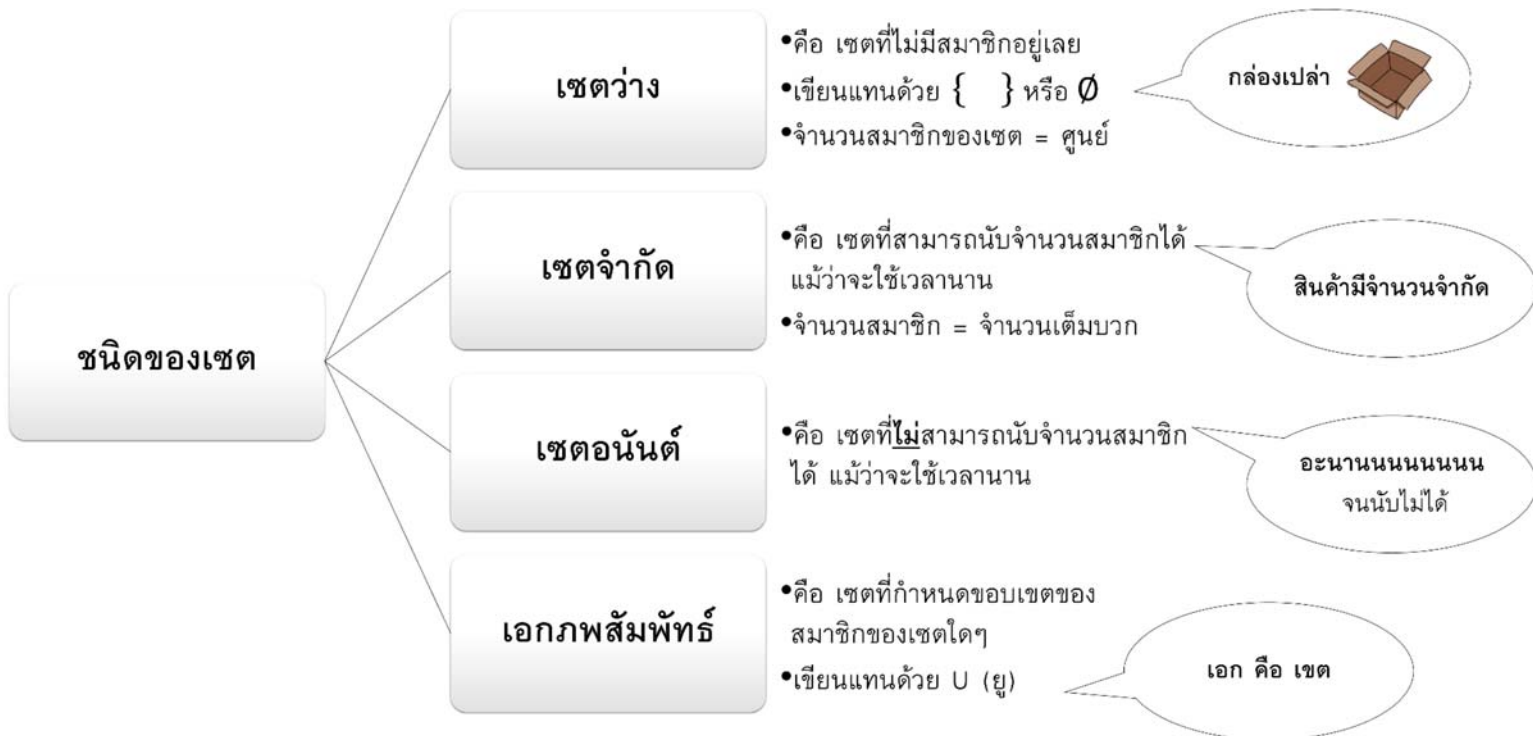 ชนิดของเซต
เซตว่าง
•คือ เซตที่ไม่มีสมาชิกอยู่เลย
•เขียนแทนด้วย { } หรือ Ø
•จำนวนสมาชิกของเซต = ศูนย์
กล่องเปล่า
เซตจำกัด
•คือ เซตที่สามารถนับจำนวนสมาชิกได้
แม้ว่าจะใช้เวลานาน
•จำนวนสมาชิก = จำนวนเต็มบวก
สินค้ามีจำนวนจำกัด
เซตอนันต์
•คือ เซตที่ไม่สามารถนับจำนวนสมาชิก
ได้ แม้ว่าจะใช้เวลานาน
อะนานนนนนนนน
จนนับไม่ได้
เอกภพสัมพัทธ์
•คือ เซตที่กำหนดขอบเขตของ
สมาชิกของเซตใดๆ
•เขียนแทนด้วย U (ยู)
เอก คือ เขต